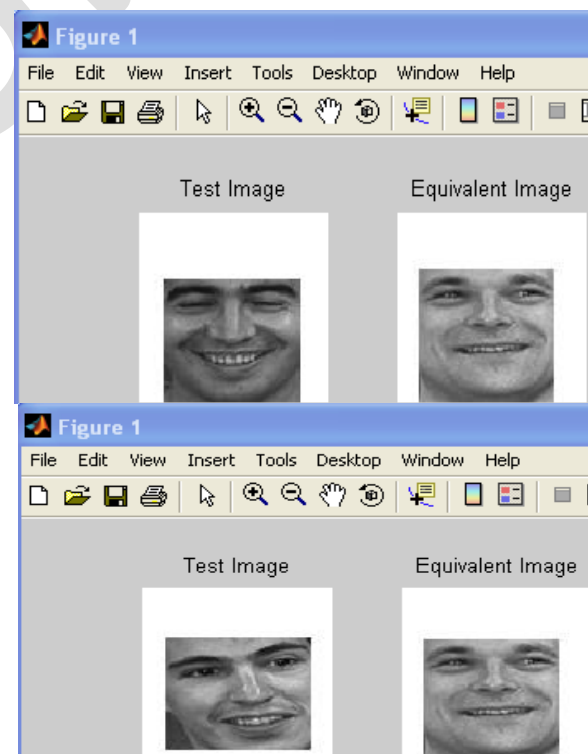 Figure 1
File Edit View Insert Tools Desktop Window Help
Test Image Equivalent Image
Figure 1
File Edit View Insert Tools Desktop Window Help
Test Image Equivalent Image